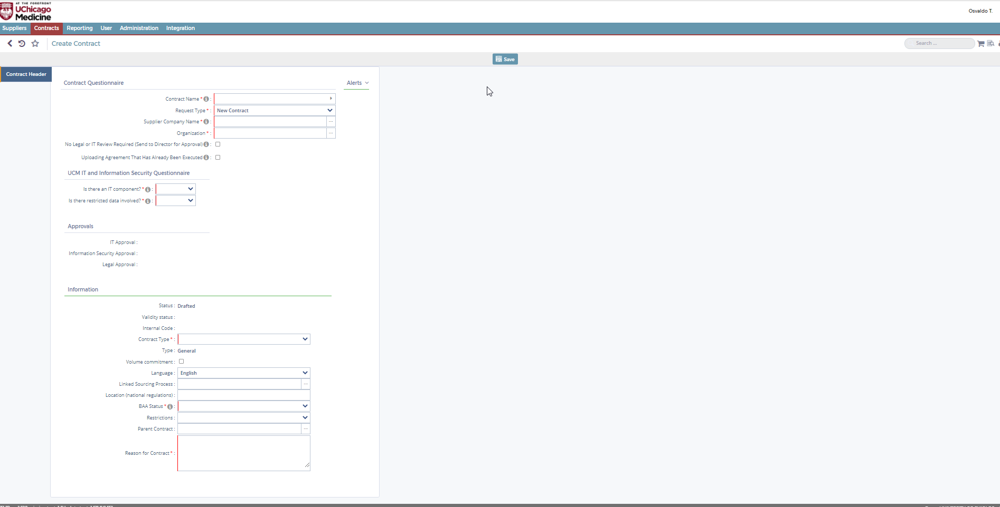 AT THE FOREFRONT
UChicago
Medicine
Osvaldo T.
Suppliers Contracts Reporting User Administration Integration
Create Contract
Search ...
Save
Contract Header
Contract Questionnaire
Alerts
Contract Name * :
Request Type * : New Contract
Supplier Company Name * : ...
Organization * : ...
No Legal or IT Review Required (Send to Director for Approval) :
Uploading Agreement That Has Already Been Executed :
UCM IT and Information Security Questionnaire
Is there an IT component? * :
Is there restricted data involved? * :
Approvals
IT Approval :
Information Security Approval :
Legal Approval :
Information
Status : Drafted
Validity status :
Internal Code :
Contract Type * :
Type : General
Volume commitment :
Language : English
Linked Sourcing Process : ...
Location (national regulations) :
BAA Status * :
Restrictions :
Parent Contract : ...
Reason for Contract * :